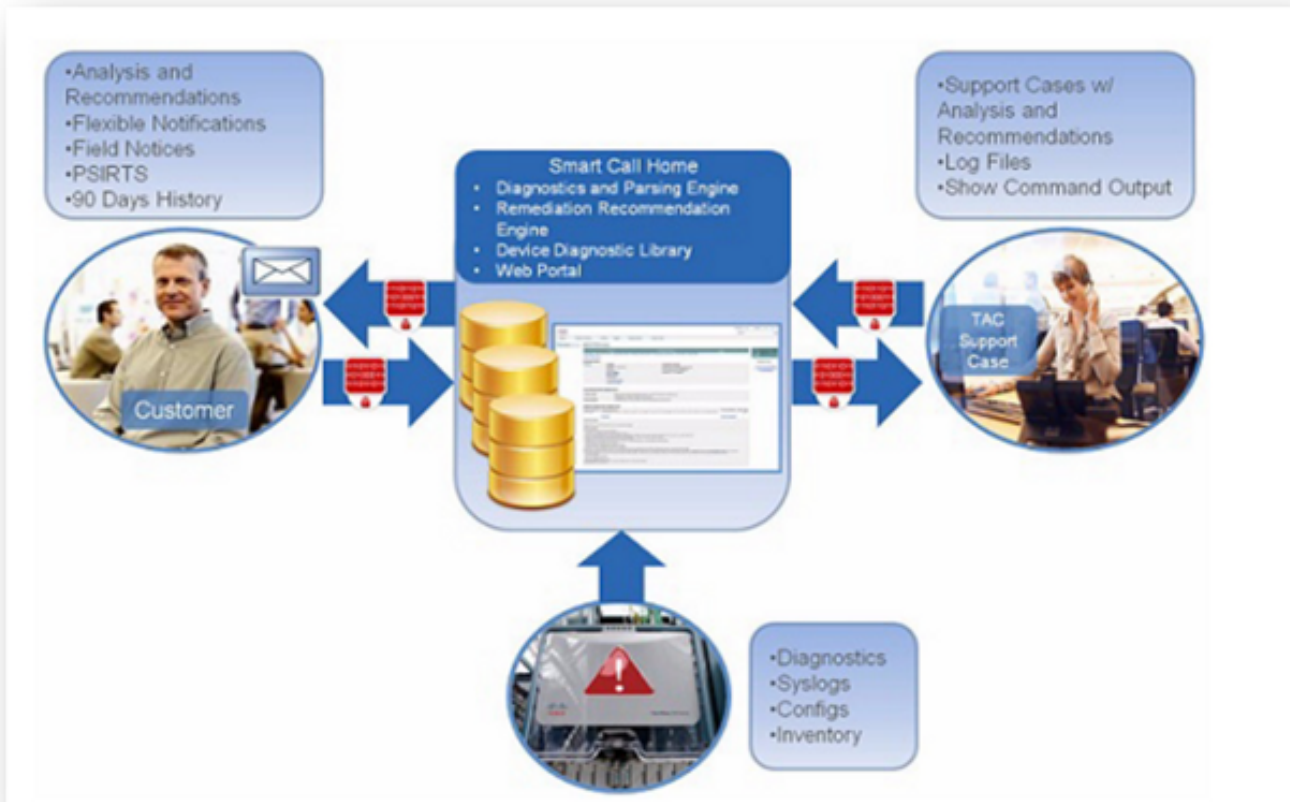 •Analysis and
Recommendations
•Flexible Notifications
•Field Notices
•PSIRTS
•90 Days History
Customer
Smart Call Home
• Diagnostics and Parsing Engine
• Remediation Recommendation
Engine
• Device Diagnostic Library
• Web Portal
•Support Cases w/
Analysis and
Recommendations
•Log Files
•Show Command Output
TAC
Support
Case
•Diagnostics
•Syslogs
•Configs
•Inventory